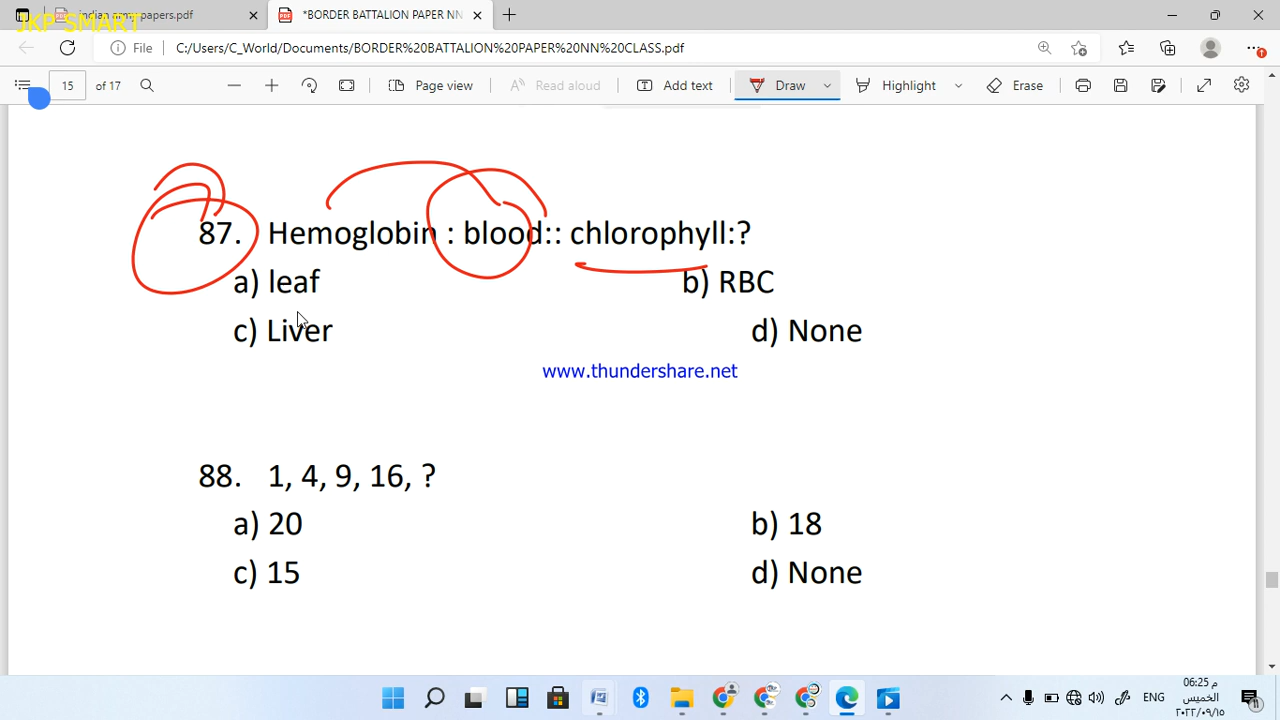 indian army papers.pdf
*BORDER BATTALION PAPER NN
JKP SMART
File
C:/Users/C_World/Documents/BORDER%20BATTALION%20PAPER%20NN%20CLASS.pdf
15 of 17
Page view
Read aloud
Add text
Draw
Highlight
Erase
87. Hemoglobin : blood:: chlorophyll:?
a) leaf b) RBC
c) Liver d) None
www.thundershare.net
88. 1, 4, 9, 16, ?
a) 20 b) 18
c) 15 d) None
ENG
06:25 م
الخميس
٢٠٢٢/٠٩/١٥